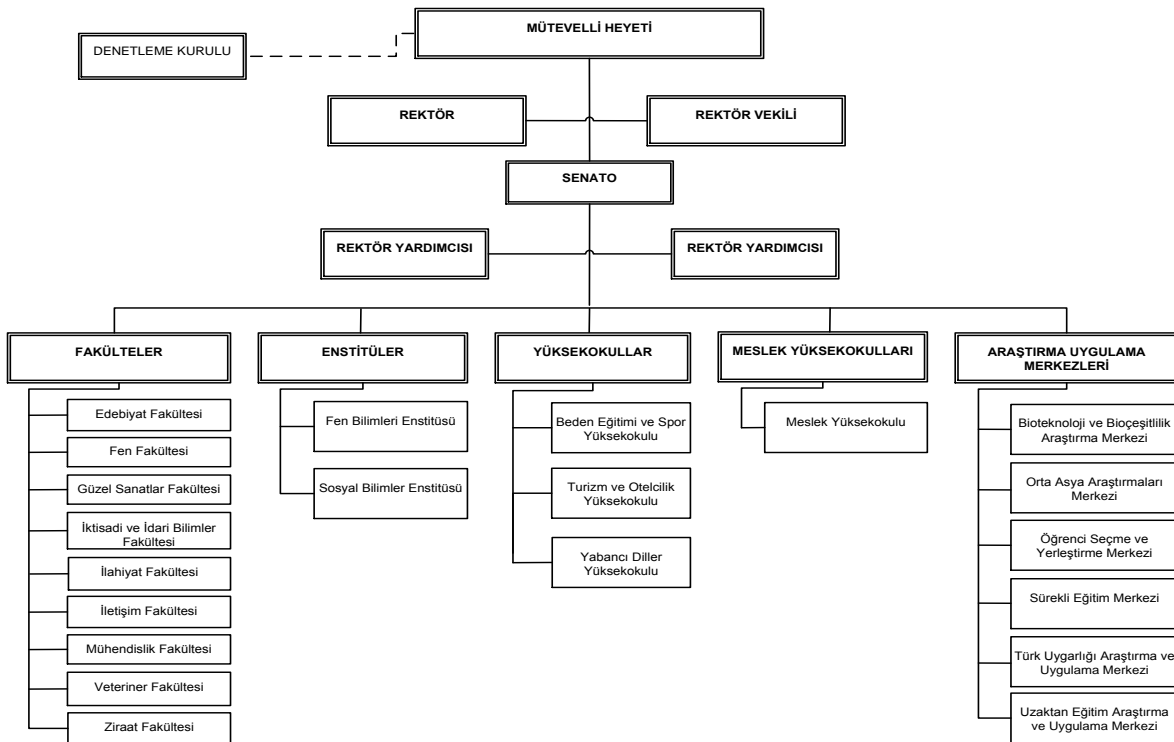 MÜTEVELLİ HEYETİ
DENETLEME KURULU
REKTÖR
REKTÖR VEKİLİ
SENATO
REKTÖR YARDIMCISI
REKTÖR YARDIMCISI
FAKÜLTELER
Edebiyat Fakültesi
Fen Fakültesi
Güzel Sanatlar Fakültesi
İktisadi ve İdari Bilimler
Fakültesi
İlahiyat Fakültesi
İletişim Fakültesi
Mühendislik Fakültesi
Veteriner Fakültesi
Ziraat Fakültesi
ENSTİTÜLER
Fen Bilimleri Enstitüsü
Sosyal Bilimler Enstitüsü
YÜKSEKOKULLAR
Beden Eğitimi ve Spor
Yüksekokulu
Turizm ve Otelcilik
Yüksekokulu
Yabancı Diller
Yüksekokulu
MESLEK YÜKSEKOKULLARI
Meslek Yüksekokulu
ARAŞTIRMA UYGULAMA
MERKEZLERİ
Bioteknoloji ve Bioçeşitlilik
Araştırma Merkezi
Orta Asya Araştırmaları
Merkezi
Öğrenci Seçme ve
Yerleştirme Merkezi
Sürekli Eğitim Merkezi
Türk Uygarlığı Araştırma ve
Uygulama Merkezi
Uzaktan Eğitim Araştırma
ve Uygulama Merkezi